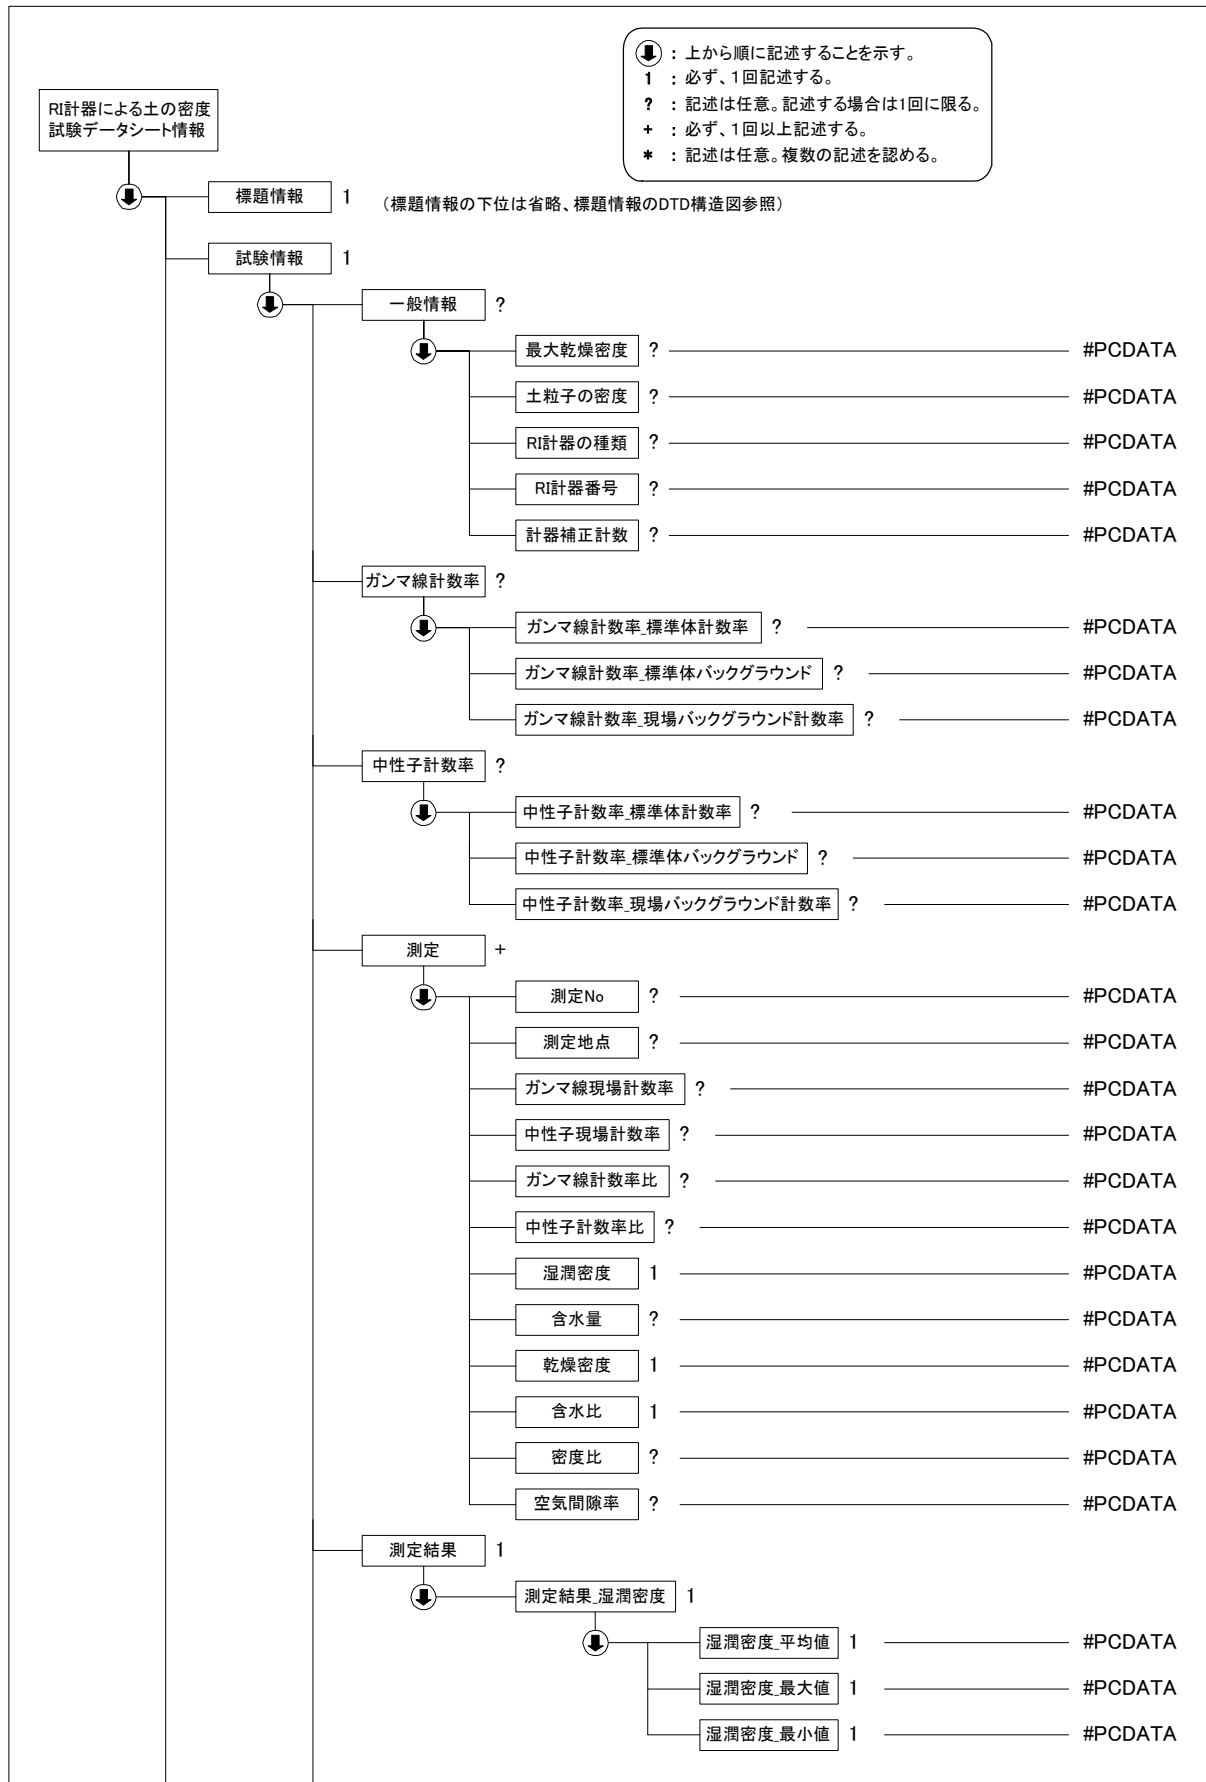 ：上から順に記述することを示す。
1 ：必ず、1回記述する。
? ：記述は任意。記述する場合は1回に限る。
+ ：必ず、1回以上記述する。
* ：記述は任意。複数の記述を認める。
RI計器による土の密度
試験データシート情報
標題情報 1 （標題情報の下位は省略、標題情報のDTD構造図参照）
試験情報 1
一般情報 ?
最大乾燥密度 ? #PCDATA
土粒子の密度 ? #PCDATA
RI計器の種類 ? #PCDATA
RI計器番号 ? #PCDATA
計器補正計数 ? #PCDATA
ガンマ線計数率 ?
ガンマ線計数率_標準体計数率 ? #PCDATA
ガンマ線計数率_標準体バックグラウンド ? #PCDATA
ガンマ線計数率_現場バックグラウンド計数率 ? #PCDATA
中性子計数率 ?
中性子計数率_標準体計数率 ? #PCDATA
中性子計数率_標準体バックグラウンド ? #PCDATA
中性子計数率_現場バックグラウンド計数率 ? #PCDATA
測定 +
測定No ? #PCDATA
測定地点 ? #PCDATA
ガンマ線現場計数率 ? #PCDATA
中性子現場計数率 ? #PCDATA
ガンマ線計数率比 ? #PCDATA
中性子計数率比 ? #PCDATA
湿潤密度 1 #PCDATA
含水量 ? #PCDATA
乾燥密度 1 #PCDATA
含水比 1 #PCDATA
密度比 ? #PCDATA
空気間隙率 ? #PCDATA
測定結果 1
測定結果_湿潤密度 1
湿潤密度_平均値 1 #PCDATA
湿潤密度_最大値 1 #PCDATA
湿潤密度_最小値 1 #PCDATA